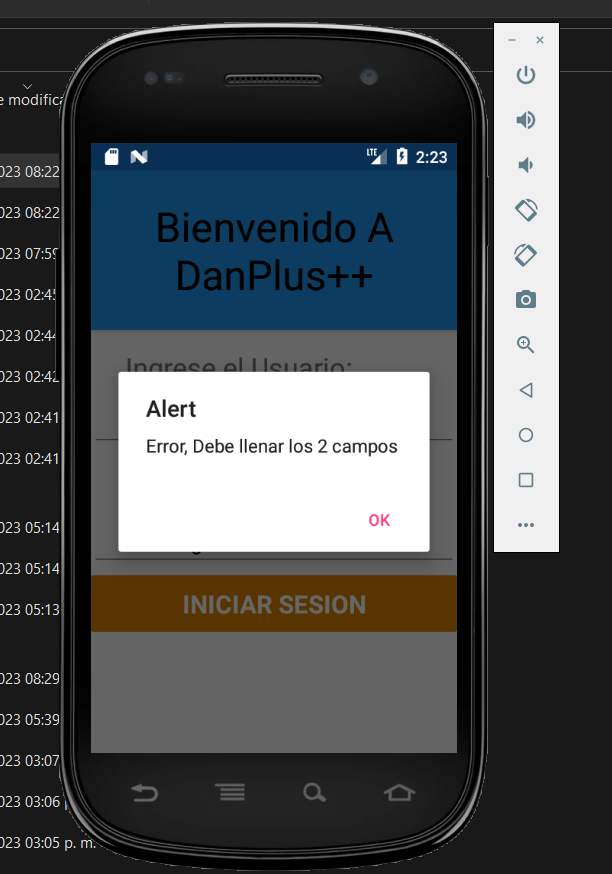 e modifica
023 08:22
023 08:22
023 07:59
023 02:45
023 02:44
023 02:42
023 02:41
023 02:41
023 05:14
023 05:14
023 05:13
023 08:29
023 05:39
023 03:07
023 03:06 p
023 03:05 p. m.
LTE 2:23
Bienvenido A
DanPlus++
Ingrese el Usuario:
Alert
Error, Debe llenar los 2 campos
OK
INICIAR SESION